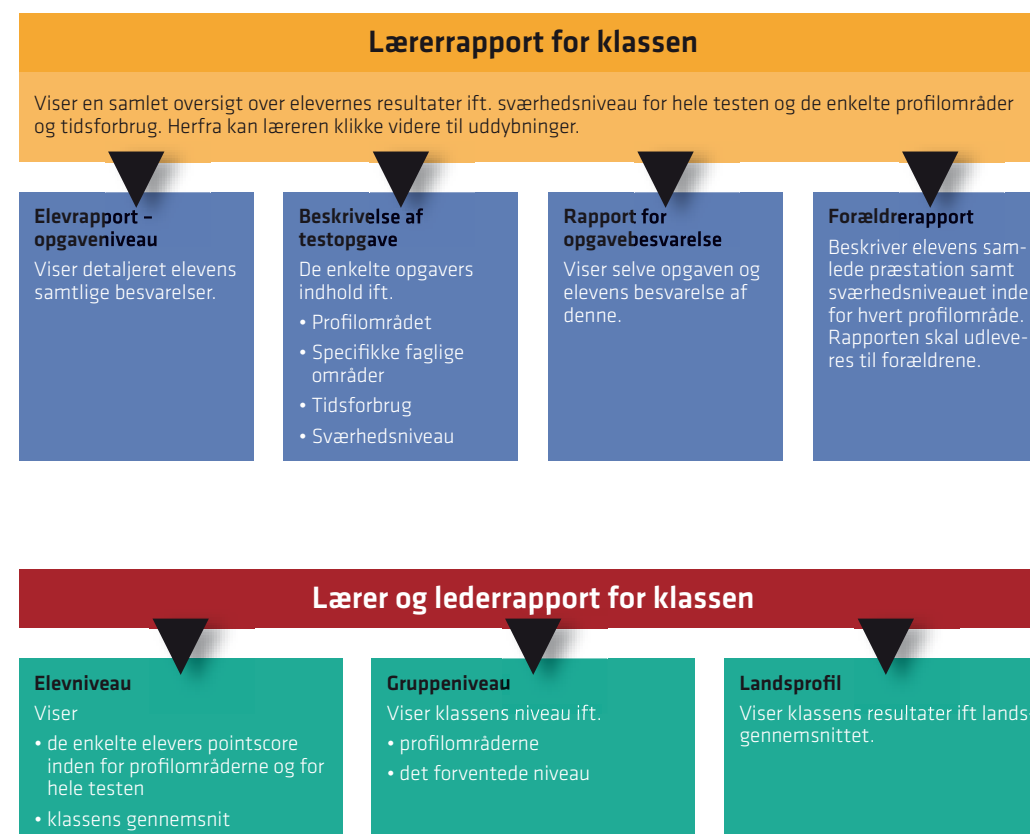 Lærerrapport for klassen
Viser en samlet oversigt over elevernes resultater ift. sværhedsniveau for hele testen og de enkelte profilområder
og tidsforbrug. Herfra kan læreren klikke videre til uddybninger.
Elevrapport –
opgaveniveau
Viser detaljeret elevens
samtlige besvarelser.
Beskrivelse af
testopgave
De enkelte opgavers
indhold ift.
• Profilområdet
• Specifikke faglige
områder
• Tidsforbrug
• Sværhedsniveau
Rapport for
opgavebesvarelse
Viser selve opgaven og
elevens besvarelse af
denne.
Forældrerapport
Beskriver elevens sam-
lede præstation samt
sværhedsniveauet inde
for hvert profilområde.
Rapporten skal udleve-
res til forældrene.
Lærer og lederrapport for klassen
Elevniveau
Viser
• de enkelte elevers pointscore
inden for profilområderne og for
hele testen
• klassens gennemsnit
Gruppeniveau
Viser klassens niveau ift.
• profilområderne
• det forventede niveau
Landsprofil
Viser klassens resultater ift lands-
gennemsnittet.